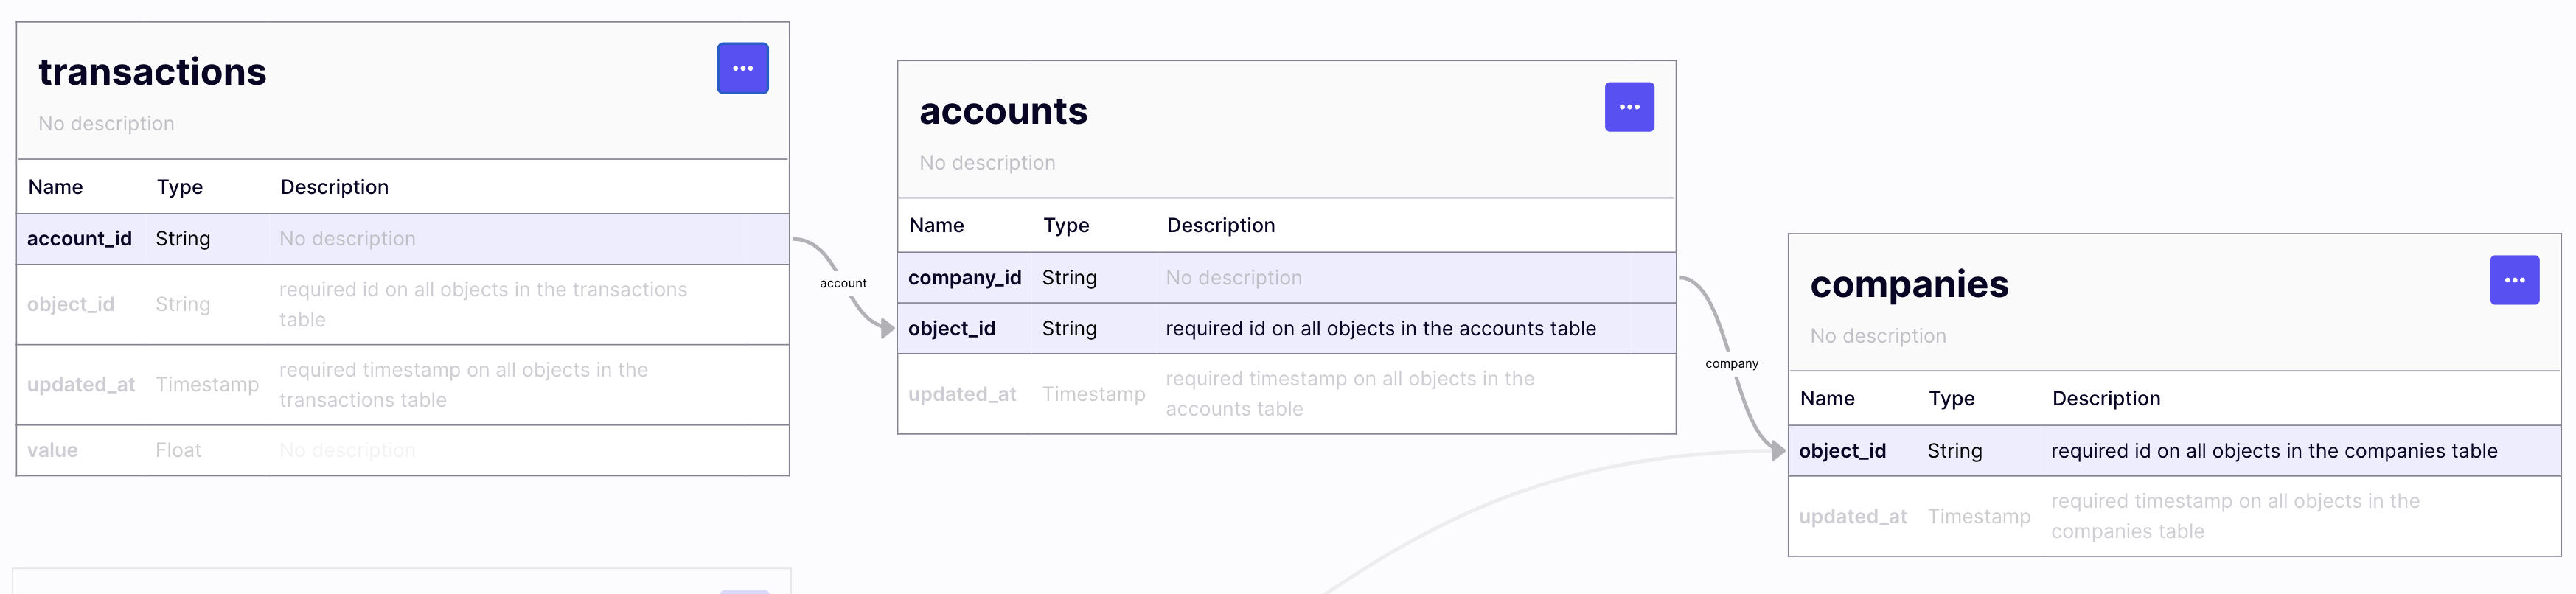 transactions
No description
Name Type Description
account_id String No description
object_id String required id on all objects in the transactions
table
updated_at Timestamp required timestamp on all objects in the
transactions table
value Float No description
account
accounts
No description
Name Type Description
company_id String No description
object_id String required id on all objects in the accounts table
updated_at Timestamp required timestamp on all objects in the
accounts table
company
companies
No description
Name Type Description
object_id String required id on all objects in the companies table
updated_at Timestamp required timestamp on all objects in the
companies table